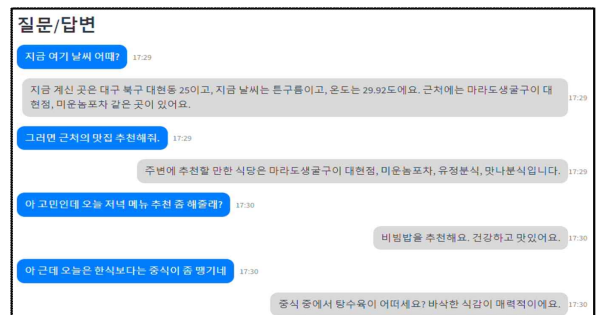 질문/답변
지금 여기 날씨 어때?
17:29
지금 계신 곳은 대구 북구 대현동 25이고, 지금 날씨는 튼구름이고, 온도는 29.92도에요. 근처에는 마라도생굴구이 대
현점, 미운놈포차 같은 곳이 있어요.
17:29
그러면 근처의 맛집 추천해줘.
17:29
주변에 추천할 만한 식당은 마라도생굴구이 대현점, 미운놈포차, 유정분식, 맛나분식입니다.
17:29
아 고민인데 오늘 저녁 메뉴 추천 좀 해줄래?
17:30
비빔밥을 추천해요. 건강하고 맛있어요.
17:30
아 근데 오늘은 한식보다는 중식이 좀 땡기네
17:30
중식 중에서 탕수육이 어떠세요? 바삭한 식감이 매력적이에요.
17:30